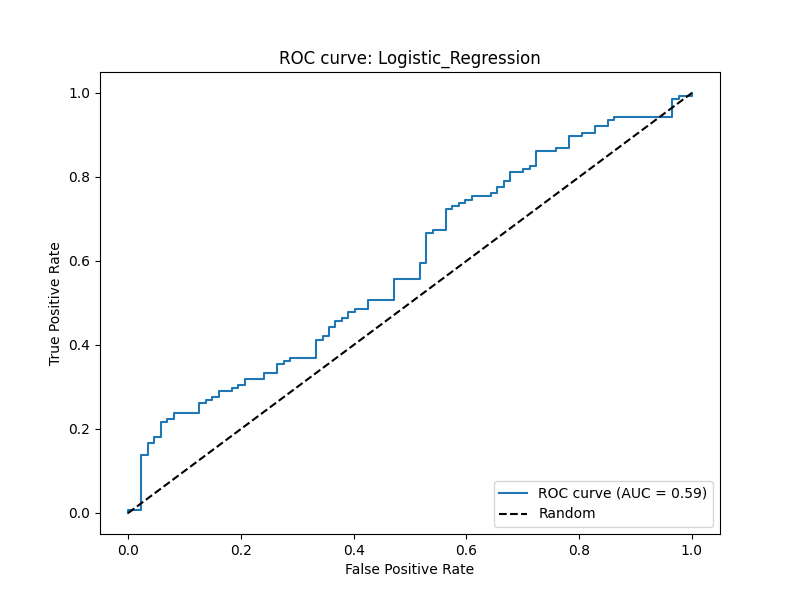 ROC curve: Logistic_Regression
True Positive Rate
1.0
0.8
0.6
0.4
0.2
0.0
ROC curve (AUC = 0.59)
Random
0.0 0.2 0.4 0.6 0.8 1.0
False Positive Rate